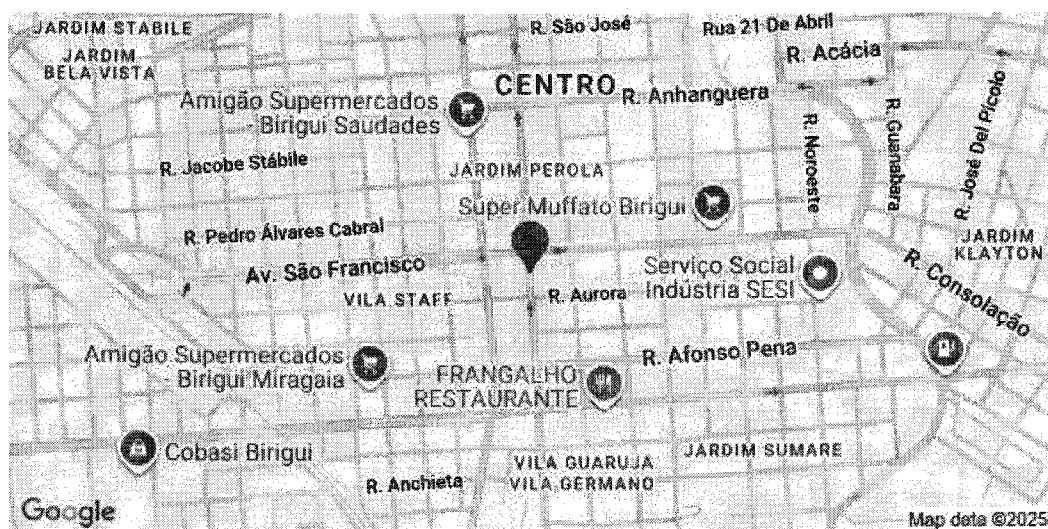 JARDIM STABILE
R. São José
Rua 21 De Abril
JARDIM
BELA VISTA
R. Acácia
CENTRO
R. Anhanguera
Amigão Supermercados
- Birigui Saudades
R. Noroeste
R. Guanabara
R. José Del Picolo
R. Jacobe Stábile
JARDIM PEROLA
Super Muffato Birigui
R. Pedro Álvares Cabral
JARDIM
KLAYTON
Av. São Francisco
Serviço Social
Indústria SESI
R. Consolação
VILA STAFF
R. Aurora
Amigão Supermercados
- Birigui Miragaia
R. Afonso Pena
FRANGALHO
RESTAURANTE
Cobasi Birigui
JARDIM SUMARE
VILA GUARUJA
VILA GERMANO
R. Anchieta
Google
Map data ©2025